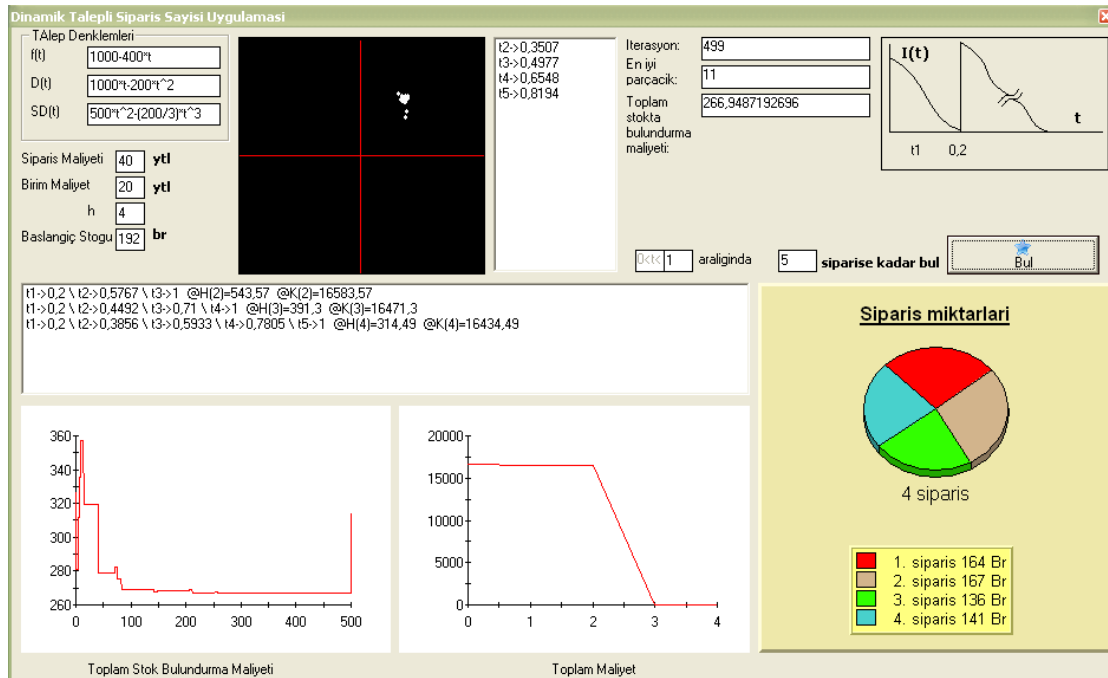 Dinamik Talepli Siparis Sayisi Uygulamasi
TAlep Denklemleri
f(t) 1000-400*t
D(t) 1000*t-200*t^2
SD(t) 500*t^2-(200/3)*t^3
Siparis Maliyeti 40 ytl
Birim Maliyet 20 ytl
h 4
Baslangiç Stogu 192 br
t2->0,3507
t3->0,4977
t4->0,6548
t5->0,8194
Iterasyon: 499
En iyi
parçacik: 11
Toplam 266,9487192696
stokta
bulundurma
maliyeti:
I(t)
t
t1 0,2
0<t< 1 araliginda 5 siparise kadar bul
Bul
t1->0,2 \ t2->0,5767 \ t3->1 @H(2)=543,57 @K(2)=16583,57
t1->0,2 \ t2->0,4492 \ t3->0,71 \ t4->1 @H(3)=391,3 @K(3)=16471,3
t1->0,2 \ t2->0,3856 \ t3->0,5933 \ t4->0,7805 \ t5->1 @H(4)=314,49 @K(4)=16434,49
360
340
320
300
280
260
0 100 200 300 400 500
Toplam Stok Bulundurma Maliyeti
20000
15000
10000
5000
0
0 1 2 3 4
Toplam Maliyet
Siparis miktarlari
4 siparis
1. siparis 164 Br
2. siparis 167 Br
3. siparis 136 Br
4. siparis 141 Br